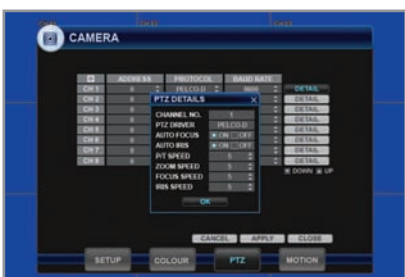 CAMERA
ADDRESS PROTOCOL BAUD RATE
CH 1 0 PELCO-D 9600 DETAIL
CH 2 DETAIL
CH 3 DETAIL
CH 4 DETAIL
CH 5 DETAIL
CH 6 DETAIL
CH 7 DETAIL
CH 8 DETAIL
PTZ DETAILS X
CHANNEL NO. 1
PTZ DRIVER PELCO-D
AUTO FOCUS ON OFF
AUTO IRIS ON OFF
P/T SPEED 5
ZOOM SPEED 5
FOCUS SPEED 5
IRIS SPEED 5
OK
DOWN UP
CANCEL APPLY CLOSE
SETUP COLOUR PTZ MOTION